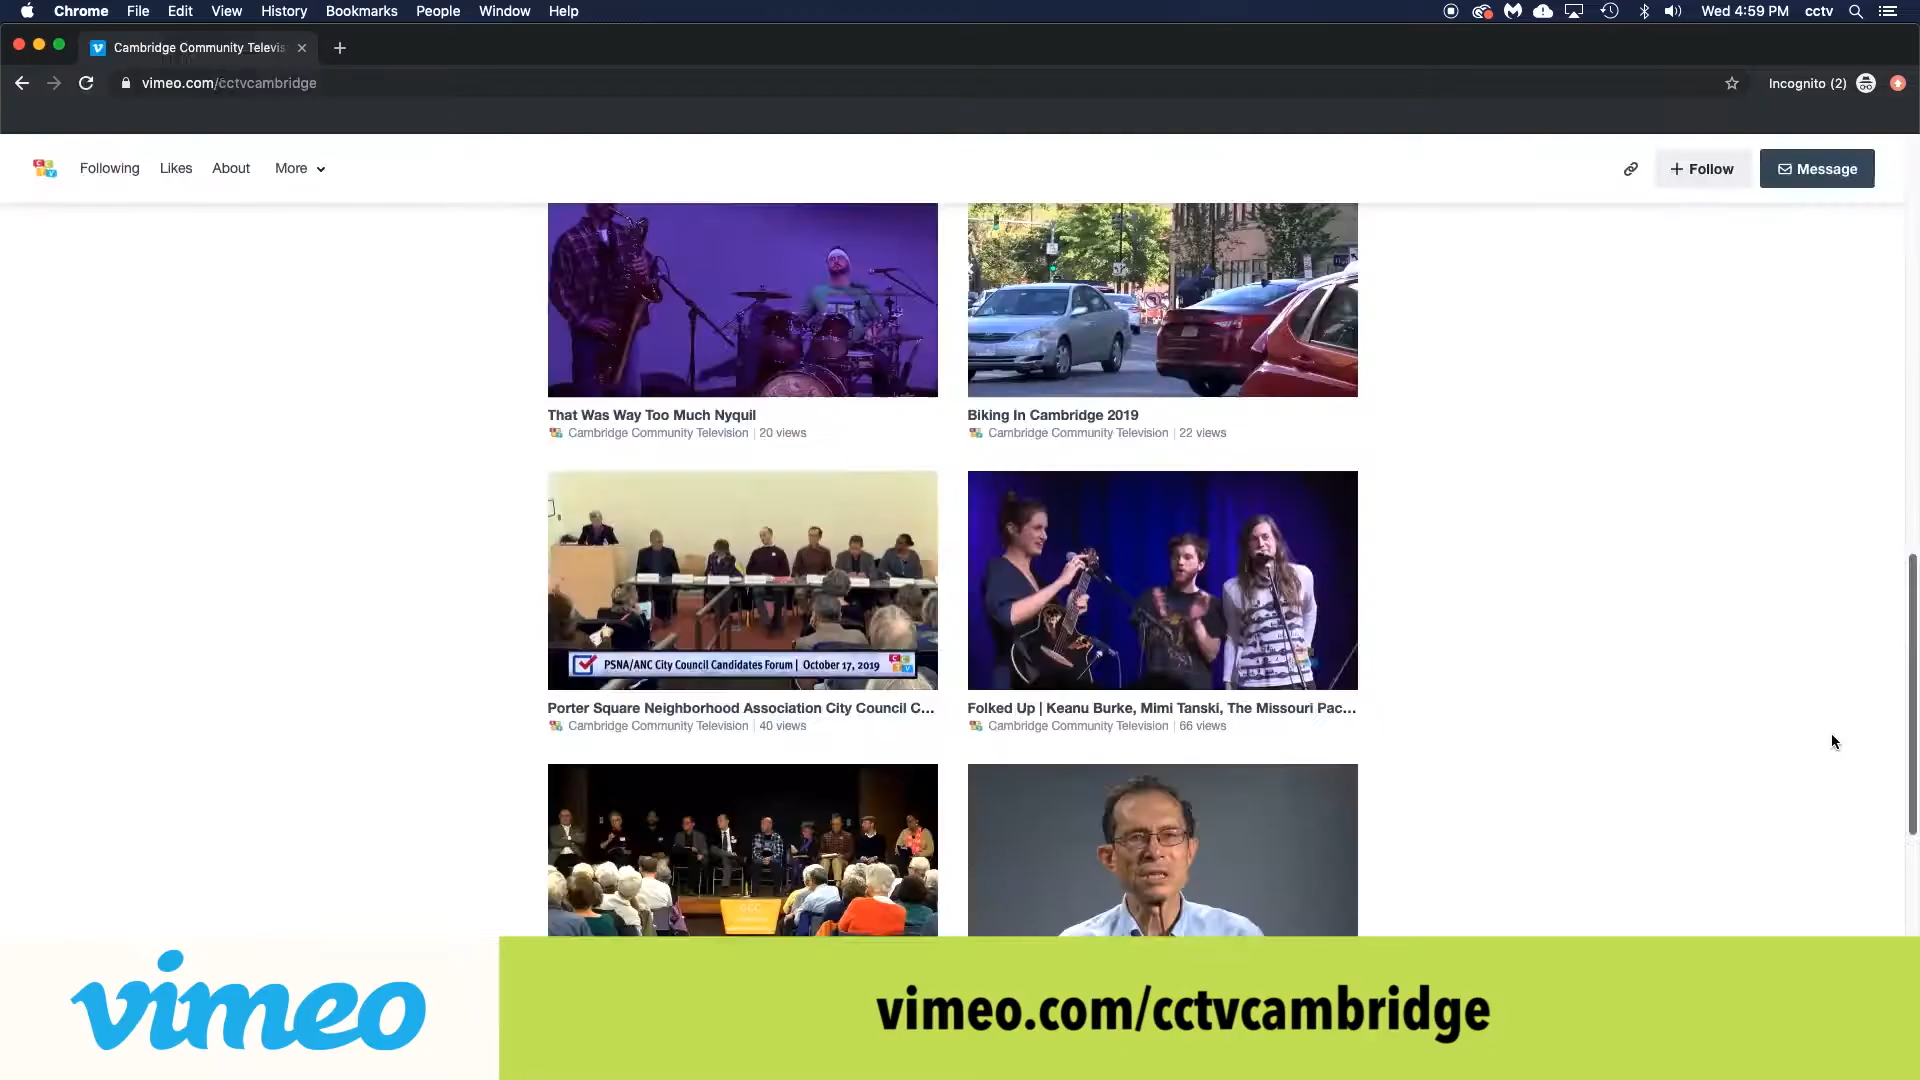 Chrome File Edit View History Bookmarks People Window Help
Wed 4:59 PM cctv
Cambridge Community Televis
vimeo.com/cctvcambridge
Incognito (2)
Following Likes About More
Follow
Message
That Was Way Too Much Nyquil
Cambridge Community Television | 20 views
Biking In Cambridge 2019
Cambridge Community Television | 22 views
PSNA/ANC City Council Candidates Forum | October 17, 2019
CCTV
Porter Square Neighborhood Association City Council C...
Cambridge Community Television | 40 views
Folked Up | Keanu Burke, Mimi Tanski, The Missouri Pac...
Cambridge Community Television | 66 views
vimeo
vimeo.com/cctvcambridge